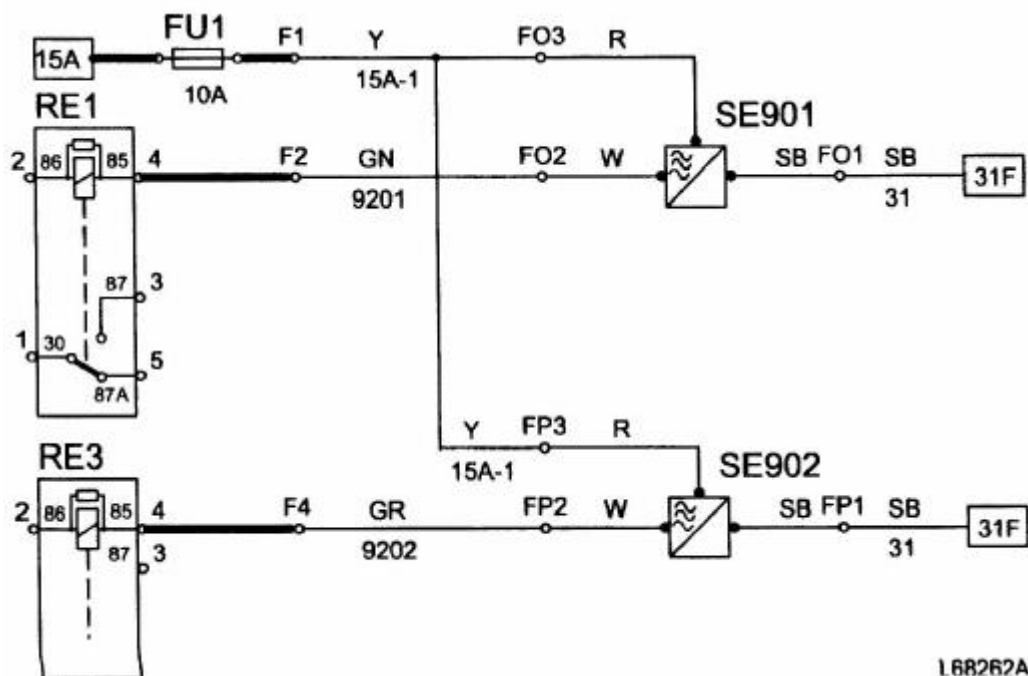 15A FU1 F1 Y FO3 R
10A 15A-1
RE1 SE901
2 86 85 4 F2 GN FO2 W SB FO1 SB 31F
9201 31
87 3
1 30 5
87A
Y FP3 R
RE3 15A-1 SE902
2 86 85 4 F4 GR FP2 W SB FP1 SB 31F
87 3 9202 31
L68262A